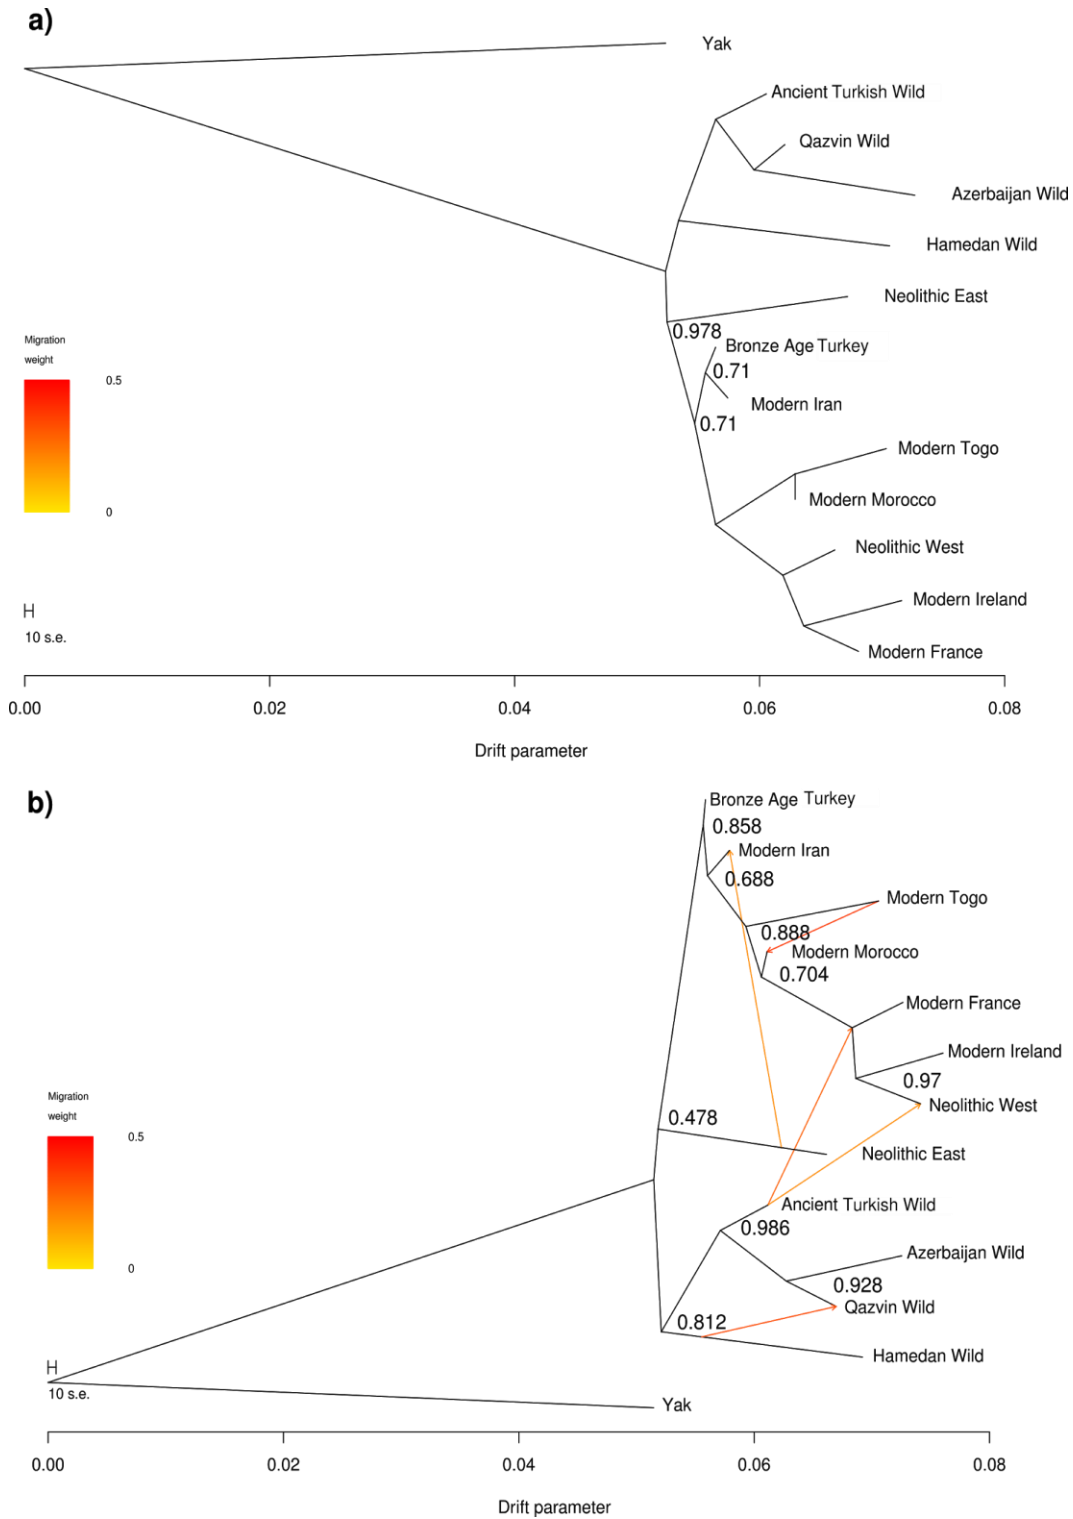 a)
Yak
Ancient Turkish Wild
Qazvin Wild
Azerbaijan Wild
Hamedan Wild
Neolithic East
0.978
Migration
weight
0.5
0
Bronze Age Turkey
0.71
Modern Iran
0.71
Modern Togo
Modern Morocco
Neolithic West
Modern Ireland
10 s.e.
Modern France
0.00 0.02 0.04 0.06 0.08
Drift parameter
b)
Bronze Age Turkey
0.858
Modern Iran
0.688
Modern Togo
0.888
Modern Morocco
0.704
Modern France
Modern Ireland
0.97
Neolithic West
Migration
weight
0.5
0
0.478
Neolithic East
Ancient Turkish Wild
0.986
Azerbaijan Wild
0.928
Qazvin Wild
0.812
Hamedan Wild
10 s.e.
Yak
0.00 0.02 0.04 0.06 0.08
Drift parameter